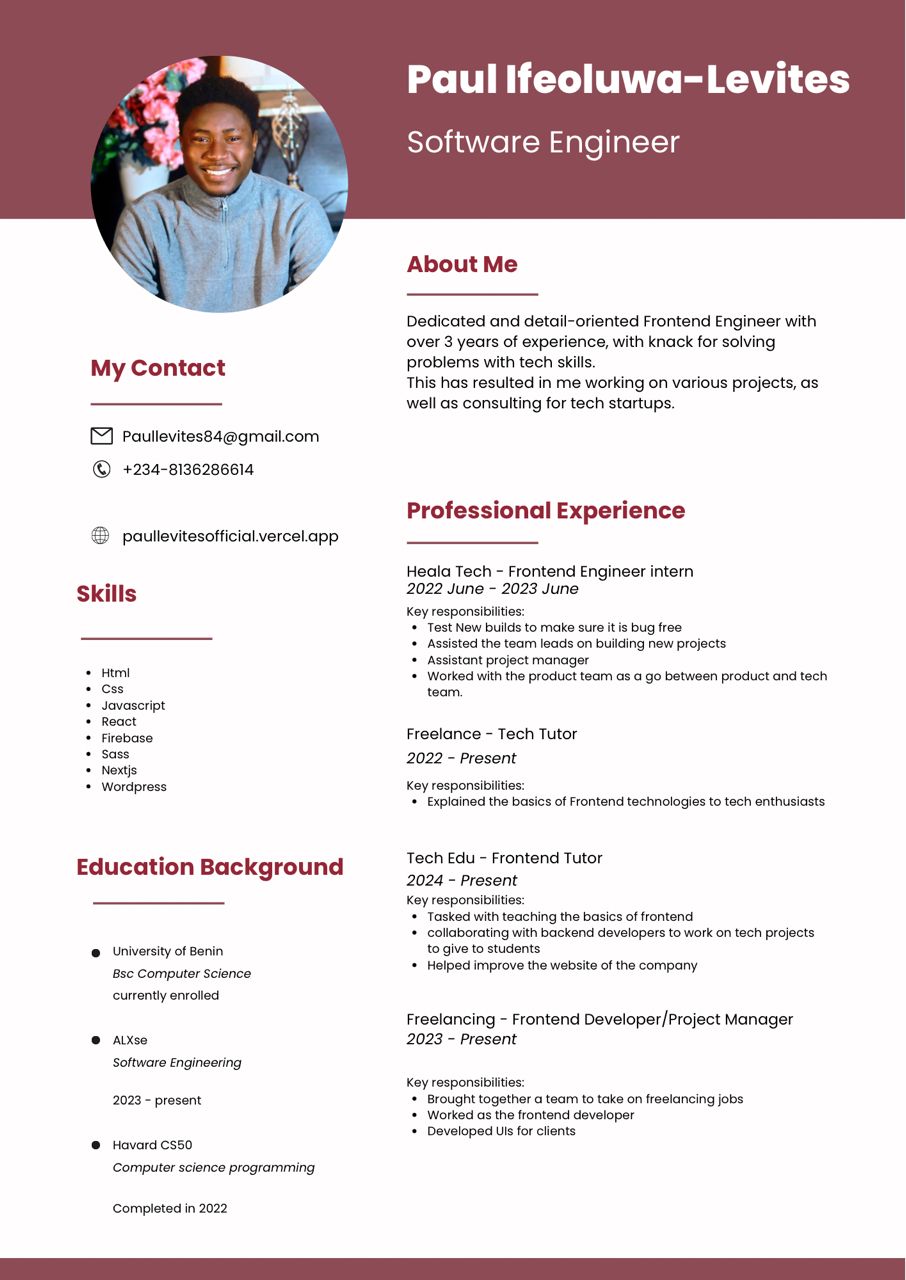 Paul Ifeoluwa-Levites
Software Engineer
My Contact
Paullevites84@gmail.com
+234-8136286614
paullevitesofficial.vercel.app
Skills
Html
Css
Javascript
React
Firebase
Sass
Nextjs
Wordpress
Education Background
University of Benin
Bsc Computer Science
currently enrolled
ALXse
Software Engineering
2023 - present
Havard CS50
Computer science programming
Completed in 2022
About Me
Dedicated and detail-oriented Frontend Engineer with
over 3 years of experience, with knack for solving
problems with tech skills.
This has resulted in me working on various projects, as
well as consulting for tech startups.
Professional Experience
Heala Tech - Frontend Engineer intern
2022 June - 2023 June
Key responsibilities:
Test New builds to make sure it is bug free
Assisted the team leads on building new projects
Assistant project manager
Worked with the product team as a go between product and tech
team.
Freelance - Tech Tutor
2022 - Present
Key responsibilities:
Explained the basics of Frontend technologies to tech enthusiasts
Tech Edu - Frontend Tutor
2024 - Present
Key responsibilities:
Tasked with teaching the basics of frontend
collaborating with backend developers to work on tech projects
to give to students
Helped improve the website of the company
Freelancing - Frontend Developer/Project Manager
2023 - Present
Key responsibilities:
Brought together a team to take on freelancing jobs
Worked as the frontend developer
Developed UIs for clients